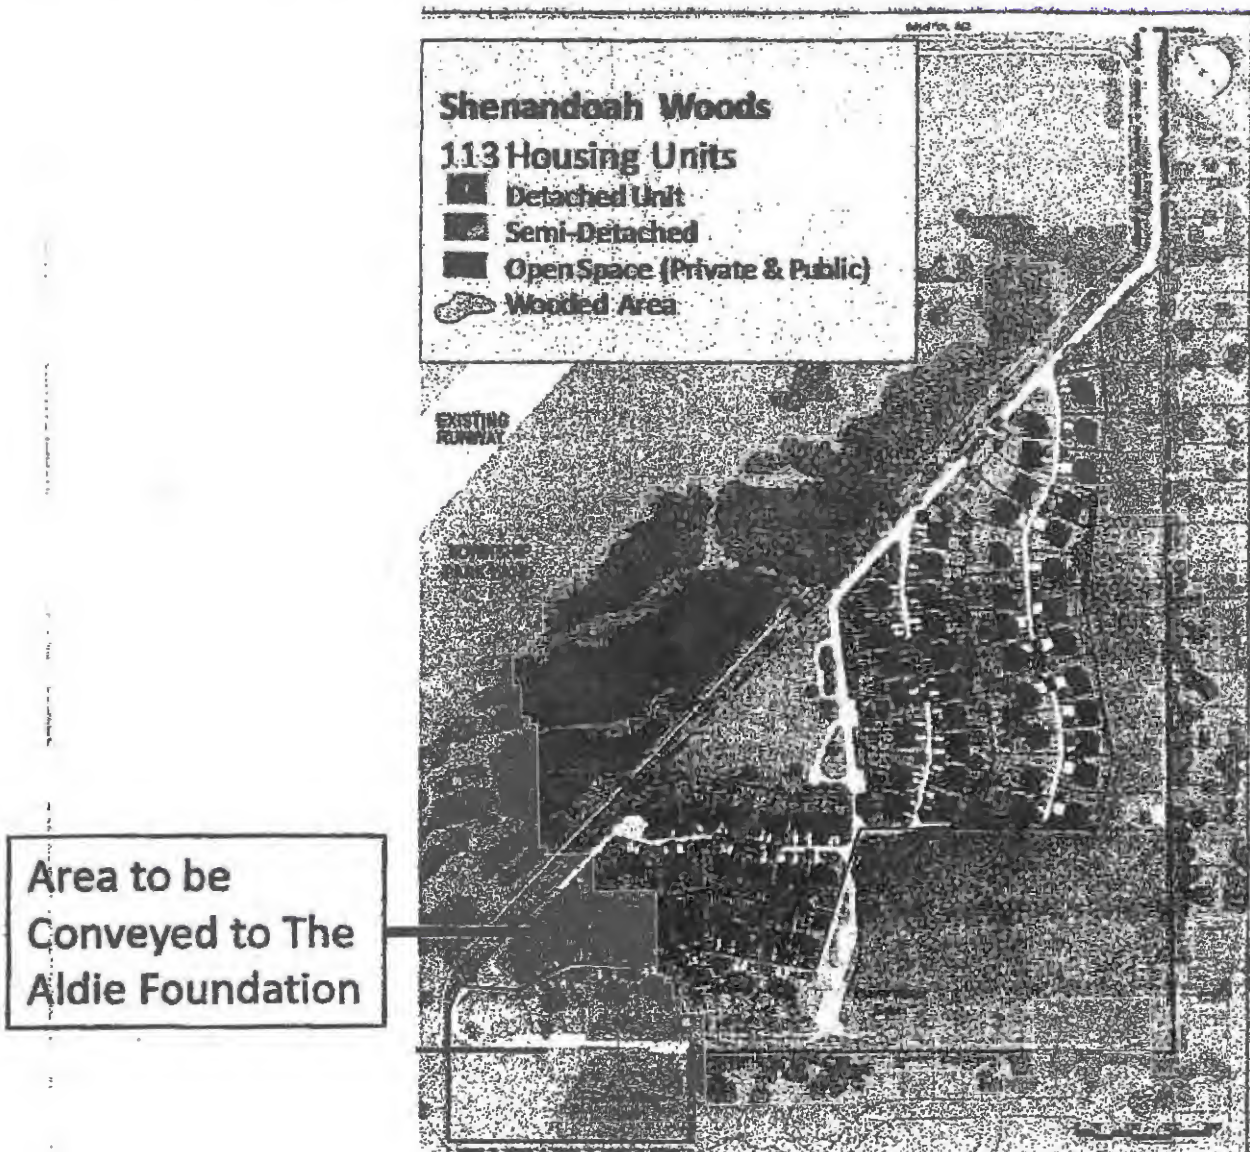 Shenandoah Woods
113 Housing Units
Detached Unit
Semi-Detached
Open Space (Private & Public)
Wooded Area
EXISTING
RUNWAY
Area to be
Conveyed to The
Aldie Foundation